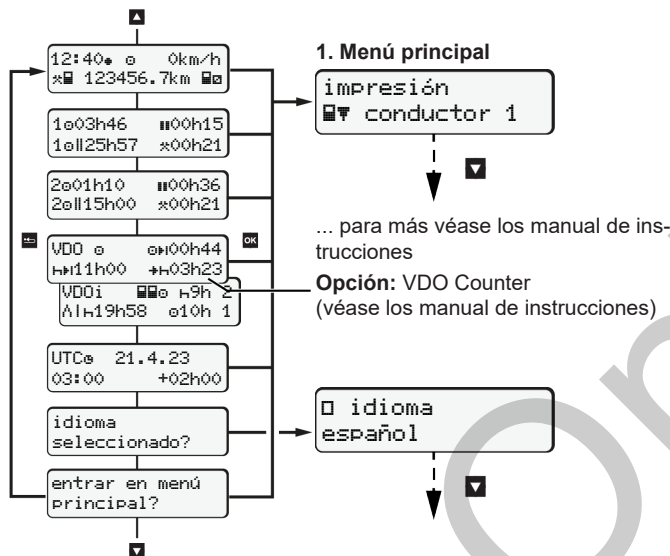 12:40 0km/h
123456.7km
1 03h46 00h15
1 25h57 00h21
2 01h10 00h36
2 15h00 00h21
VDO 00h44
11h00 03h23
VDOi 9h 2
19h58 10h 1
UTC 21.4.23
03:00 +02h00
idioma
seleccionado?
entrar en menú
principal?
OK
1. Menú principal
impresión
conductor 1
... para más véase los manual de ins-
trucciones
Opción: VDO Counter
(véase los manual de instrucciones)
idioma
español